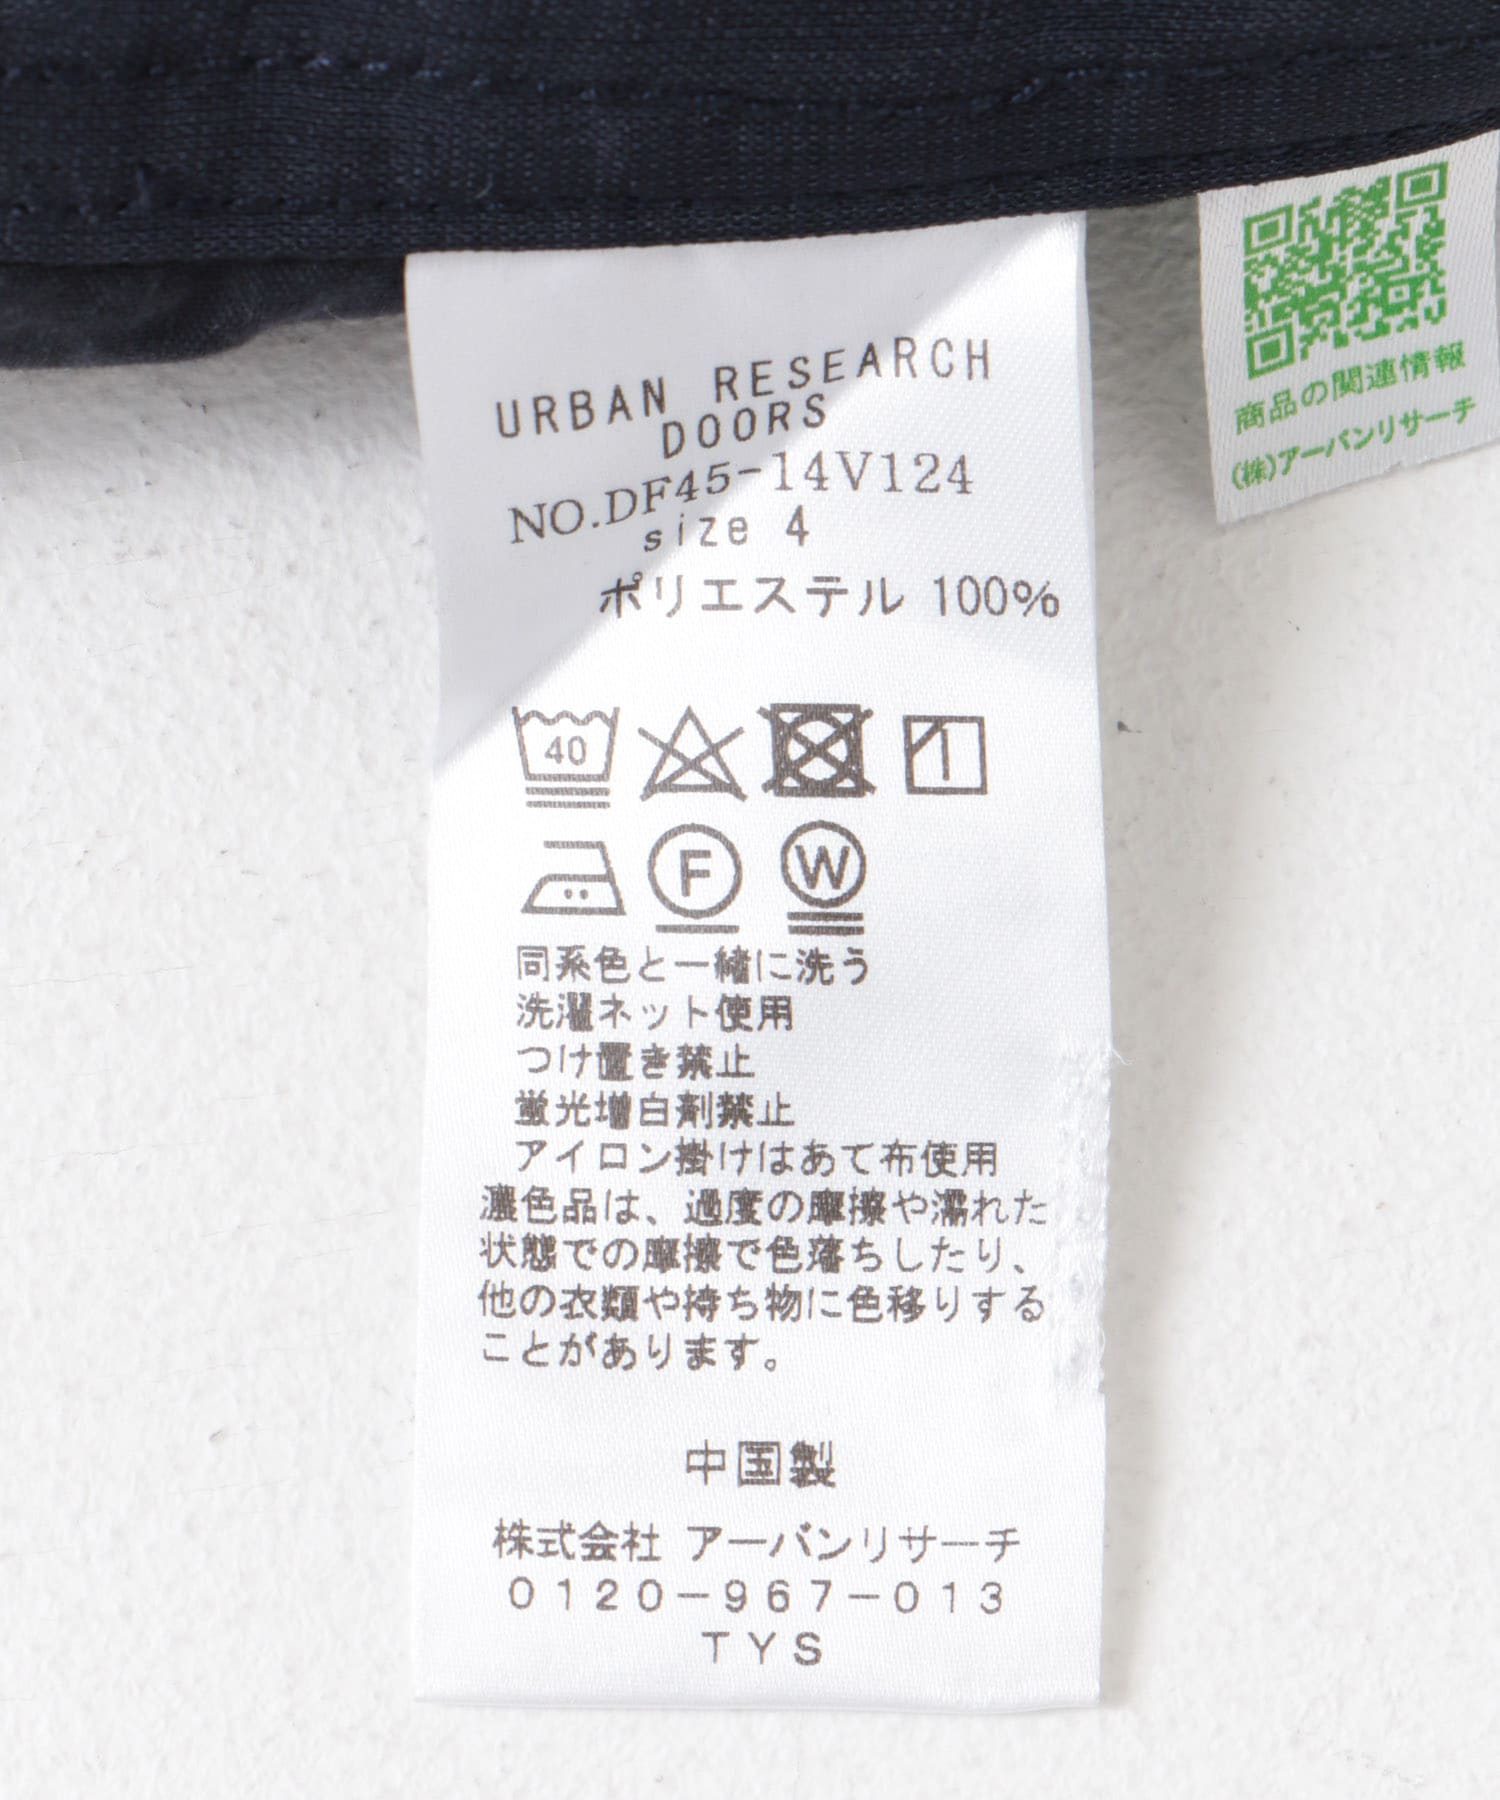 URBAN RESEARCH
DOORS
NO.DF45-14V124
size 4
ポリエステル 100%
40
F
W
同系色と一緒に洗う
洗濯ネット使用
つけ置き禁止
蛍光増白剤禁止
アイロン掛けはあて布使用
濃色品は、過度の摩擦や濡れた
状態での摩擦で色落ちしたり、
他の衣類や持ち物に色移りする
ことがあります。
中国製
株式会社 アーバンリサーチ
0120-967-013
TYS
商品の関連情報
(株)アーバンリサーチ